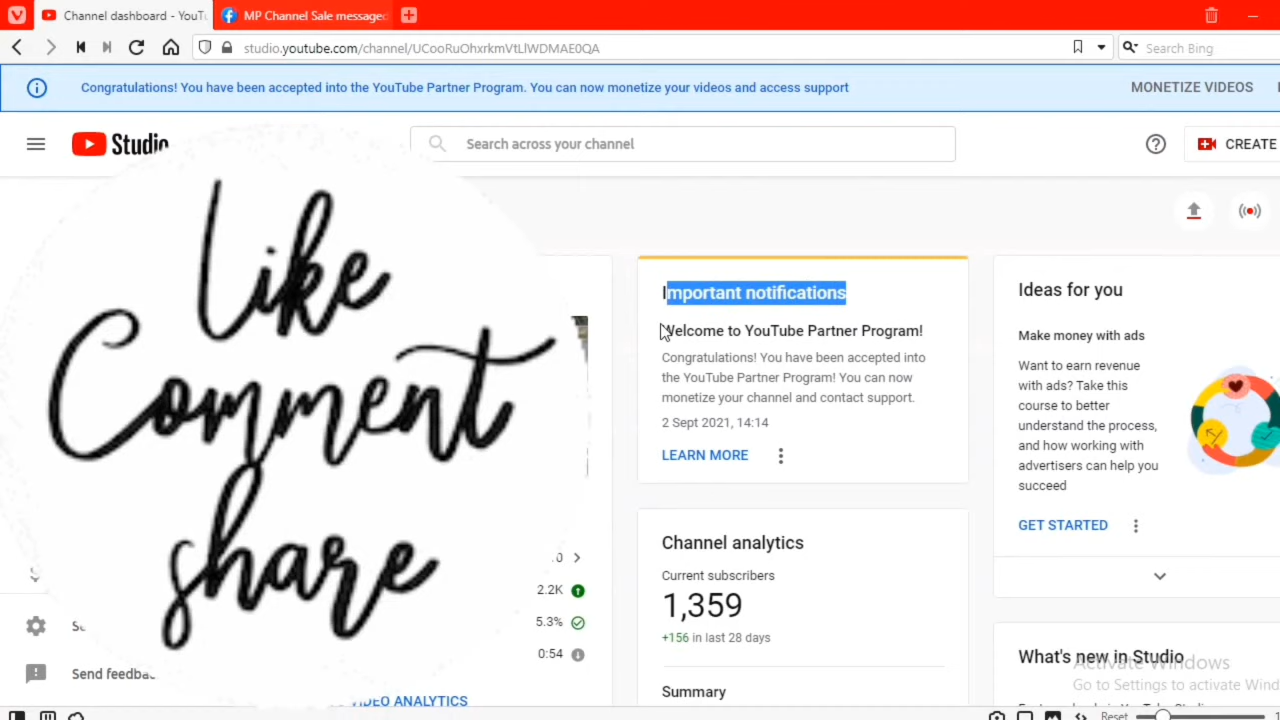 Channel dashboard - YouTu
MP Channel Sale messaged
studio.youtube.com/channel/UCooRuOhxrkmVtLlWDMAE0QA
Search Bing
Congratulations! You have been accepted into the YouTube Partner Program. You can now monetize your videos and access support
MONETIZE VIDEOS
Studio
Search across your channel
CREATE
Like
Comment
share
Important notifications
Welcome to YouTube Partner Program!
Congratulations! You have been accepted into
the YouTube Partner Program! You can now
monetize your channel and contact support.
2 Sept 2021, 14:14
LEARN MORE
Ideas for you
Make money with ads
Want to earn revenue
with ads? Take this
course to better
understand the process,
and how working with
advertisers can help you
succeed
GET STARTED
Channel analytics
Current subscribers
1,359
+156 in last 28 days
Summary
2.2K
5.3%
0:54
Send feedbac
VIDEO ANALYTICS
What's new in Studio
Activate Windows
Go to Settings to activate Wind
Reset